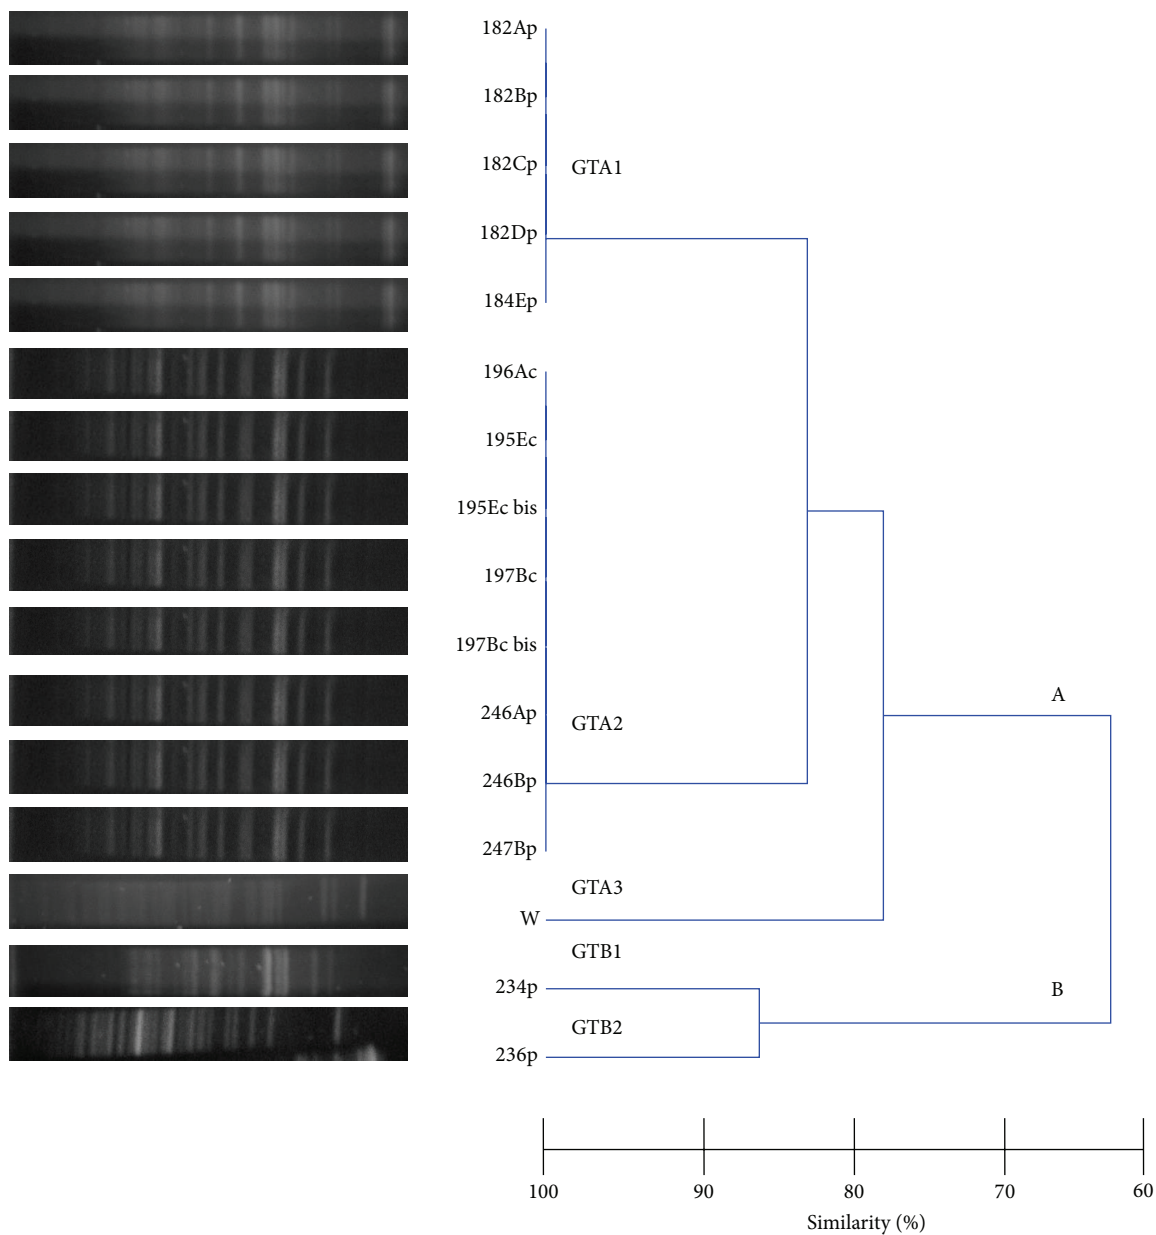 182Ap
182Bp
182Cp
GTA1
182Dp
184Ep
196Ac
195Ec
195Ec bis
197Bc
197Bc bis
A
246Ap
GTA2
246Bp
247Bp
GTA3
W
GTB1
234p
B
GTB2
236p
100 90 80 70 60
Similarity (%)